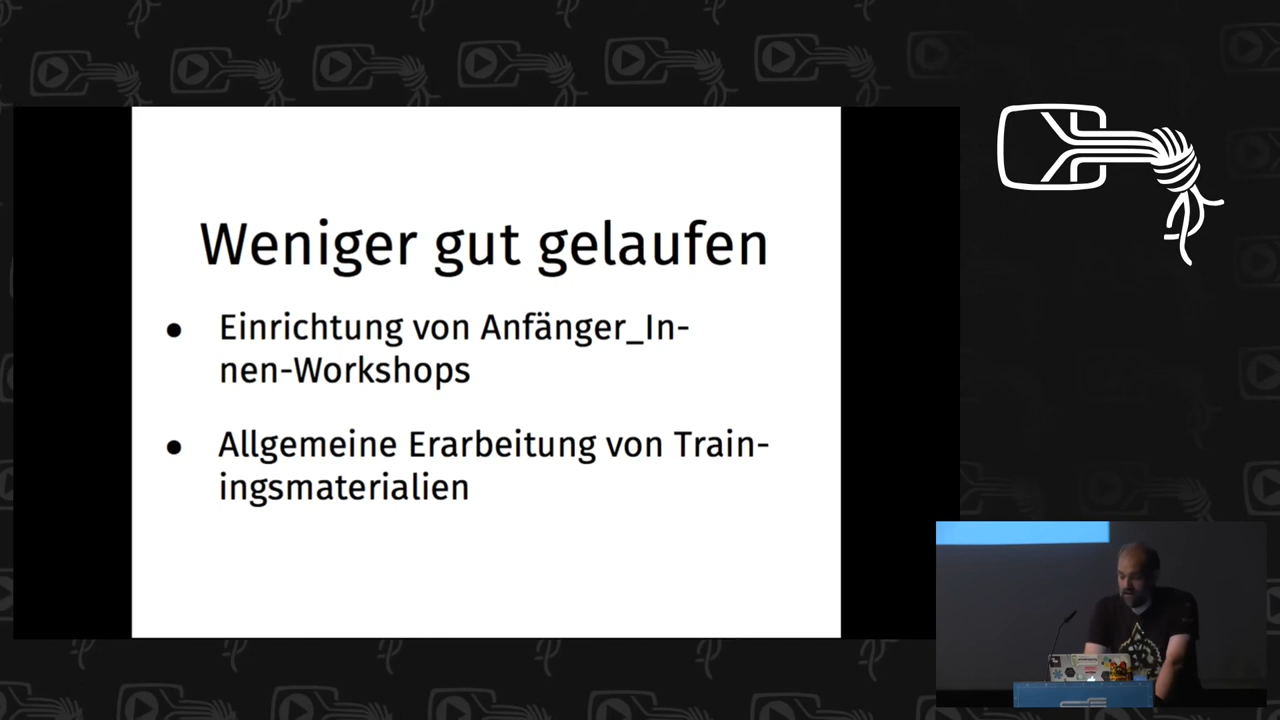 Weniger gut gelaufen
● Einrichtung von Anfänger_In-
nen-Workshops
● Allgemeine Erarbeitung von Train-
ingsmaterialien